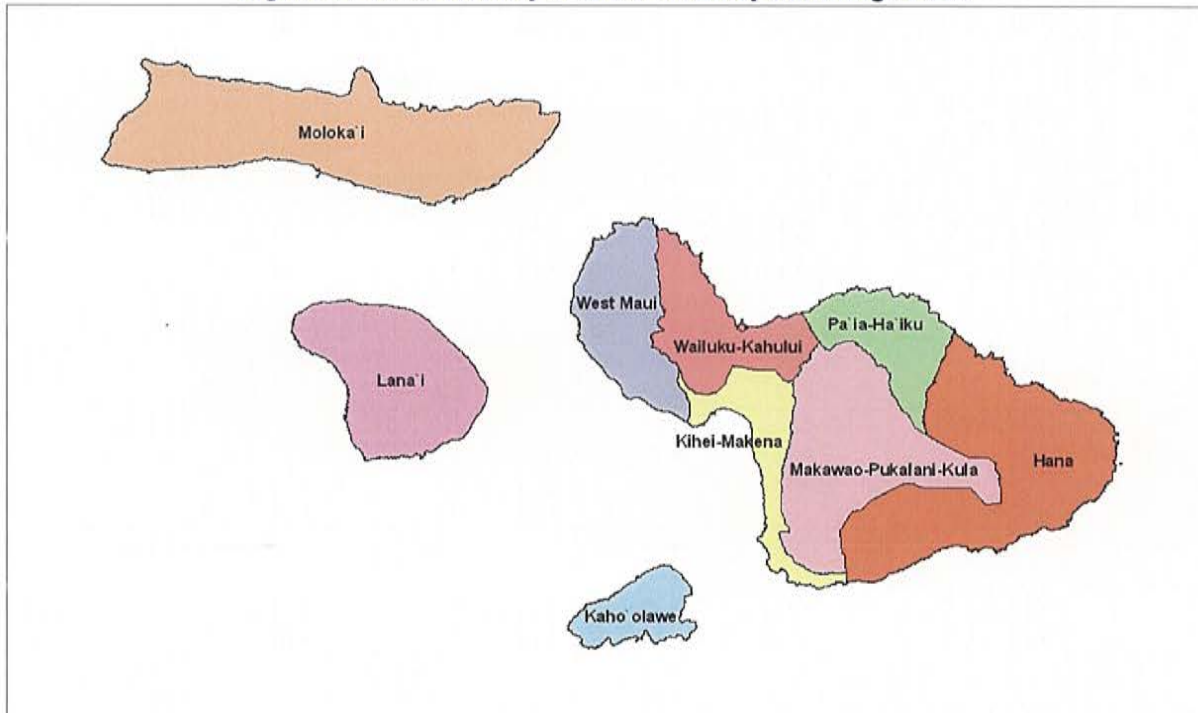 Moloka`i
West Maui
Pa`ia-Ha`iku
Wailuku-Kahului
Lana`i
Kihei-Makena
Hana
Makawao-Pukalani-Kula
Kaho`olawe